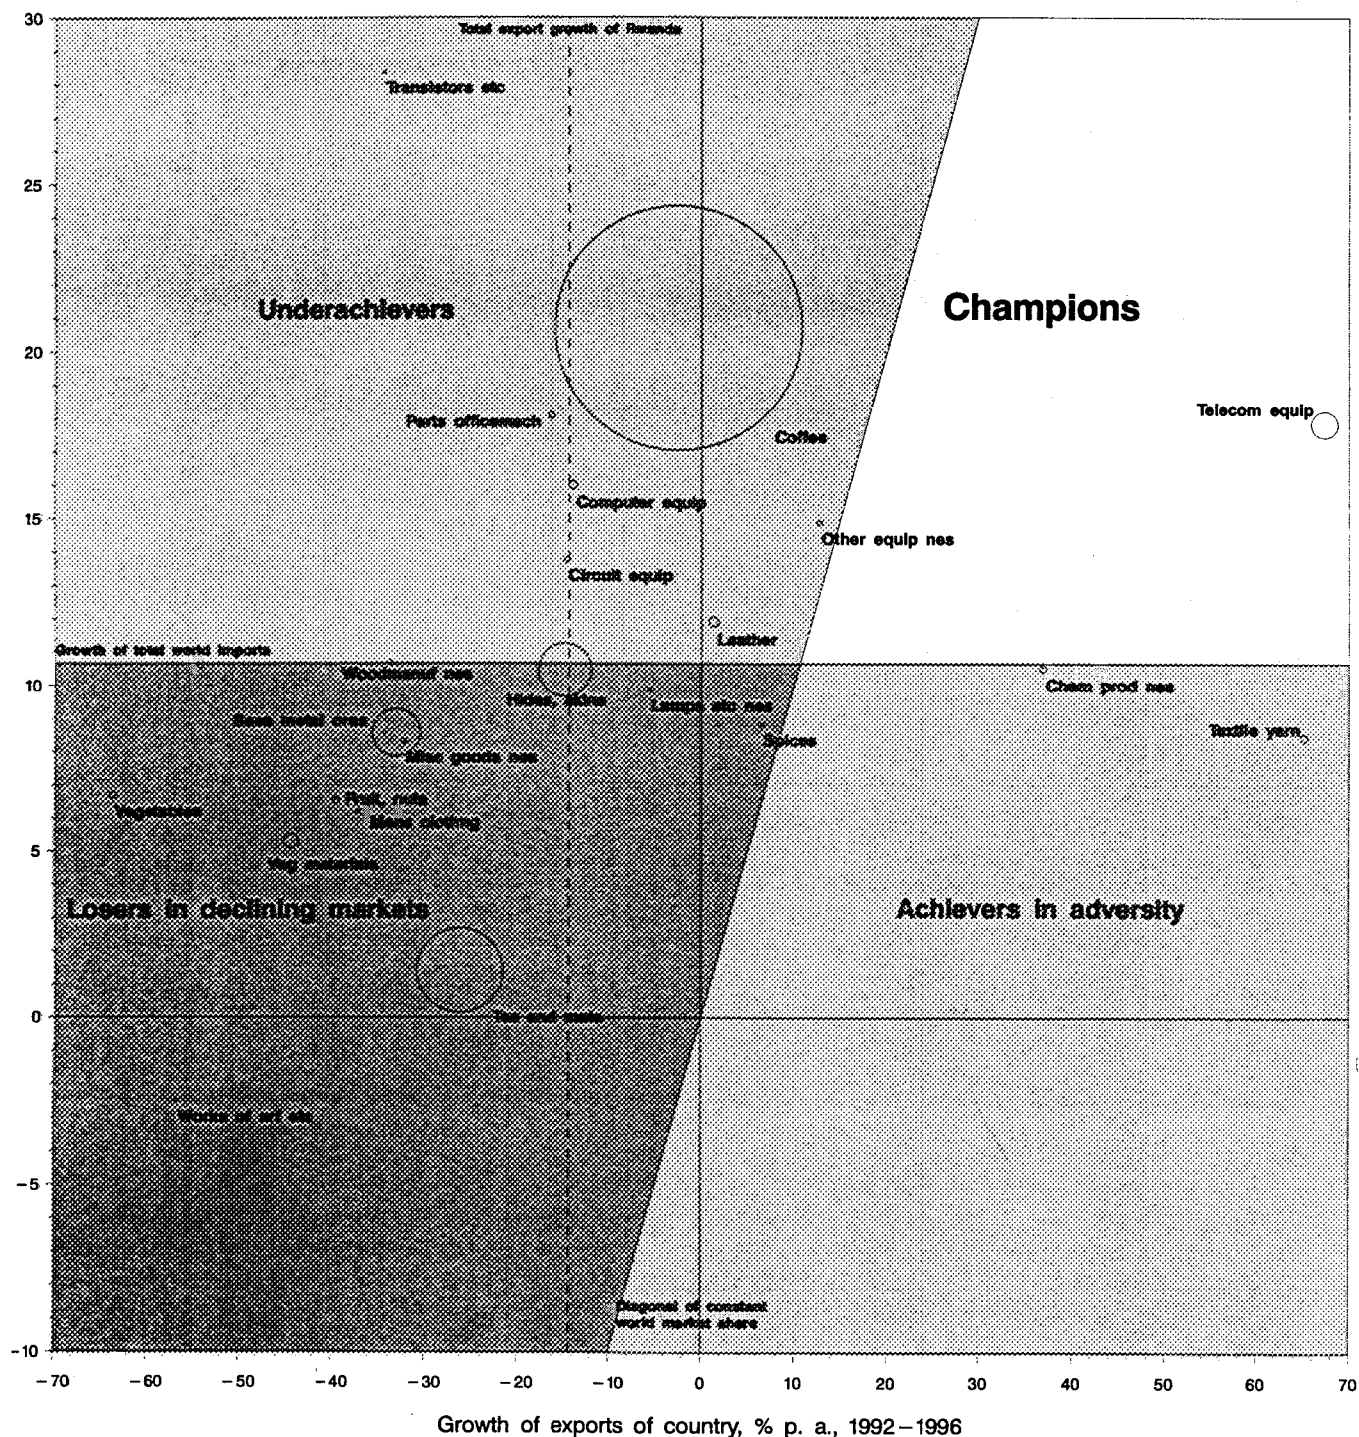 30
Total export growth of Rwanda
Transistors etc
25
Underachievers
Champions
20
Telecom equip
Parts officemach
Coffee
Computer equip
15
Other equip nes
Circuit equip
Leather
Growth of total world imports
Woodmanuf nes
10
Hides, skins
Lamps etc nes
Chem prod nes
Base metal ores
Spices
Textile yarn
Misc goods nes
Vegetables
Fruit, nuts
Mens clothng
5
Veg materials
Losers in declining markets
Achievers in adversity
0
Tea and mate
Works of art etc
−5
Diagonal of constant
world market share
−10
−70 −60 −50 −40 −30 −20 −10 0 10 20 30 40 50 60 70
Growth of exports of country, % p. a., 1992−1996